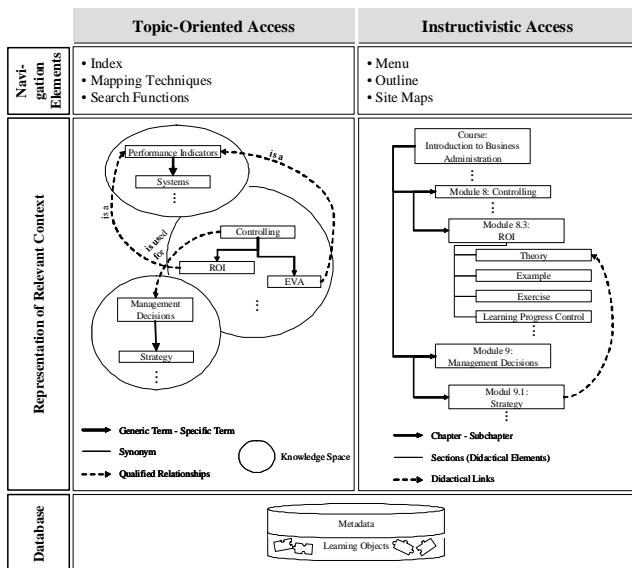 Topic-Oriented Access
Instructivistic Access
Navi-
gation
Elements
• Index
• Mapping Techniques
• Search Functions
• Menu
• Outline
• Site Maps
Representation of Relevant Context
Performance Indicators
Systems
⋮
is a
is a
is used
for
Controlling
ROI
EVA
⋮
Management
Decisions
Strategy
⋮
Generic Term - Specific Term
Synonym
Qualified Relationships
Knowledge Space
Course:
Introduction to Business
Administration
⋮
Module 8: Controlling
⋮
Module 8.3:
ROI
Theory
Example
Exercise
Learning Progress Control
⋮
Module 9:
Management Decisions
⋮
Modul 9.1:
Strategy
⋮
Chapter - Subchapter
Sections (Didactical Elements)
Didactical Links
Database
Metadata
Learning Objects